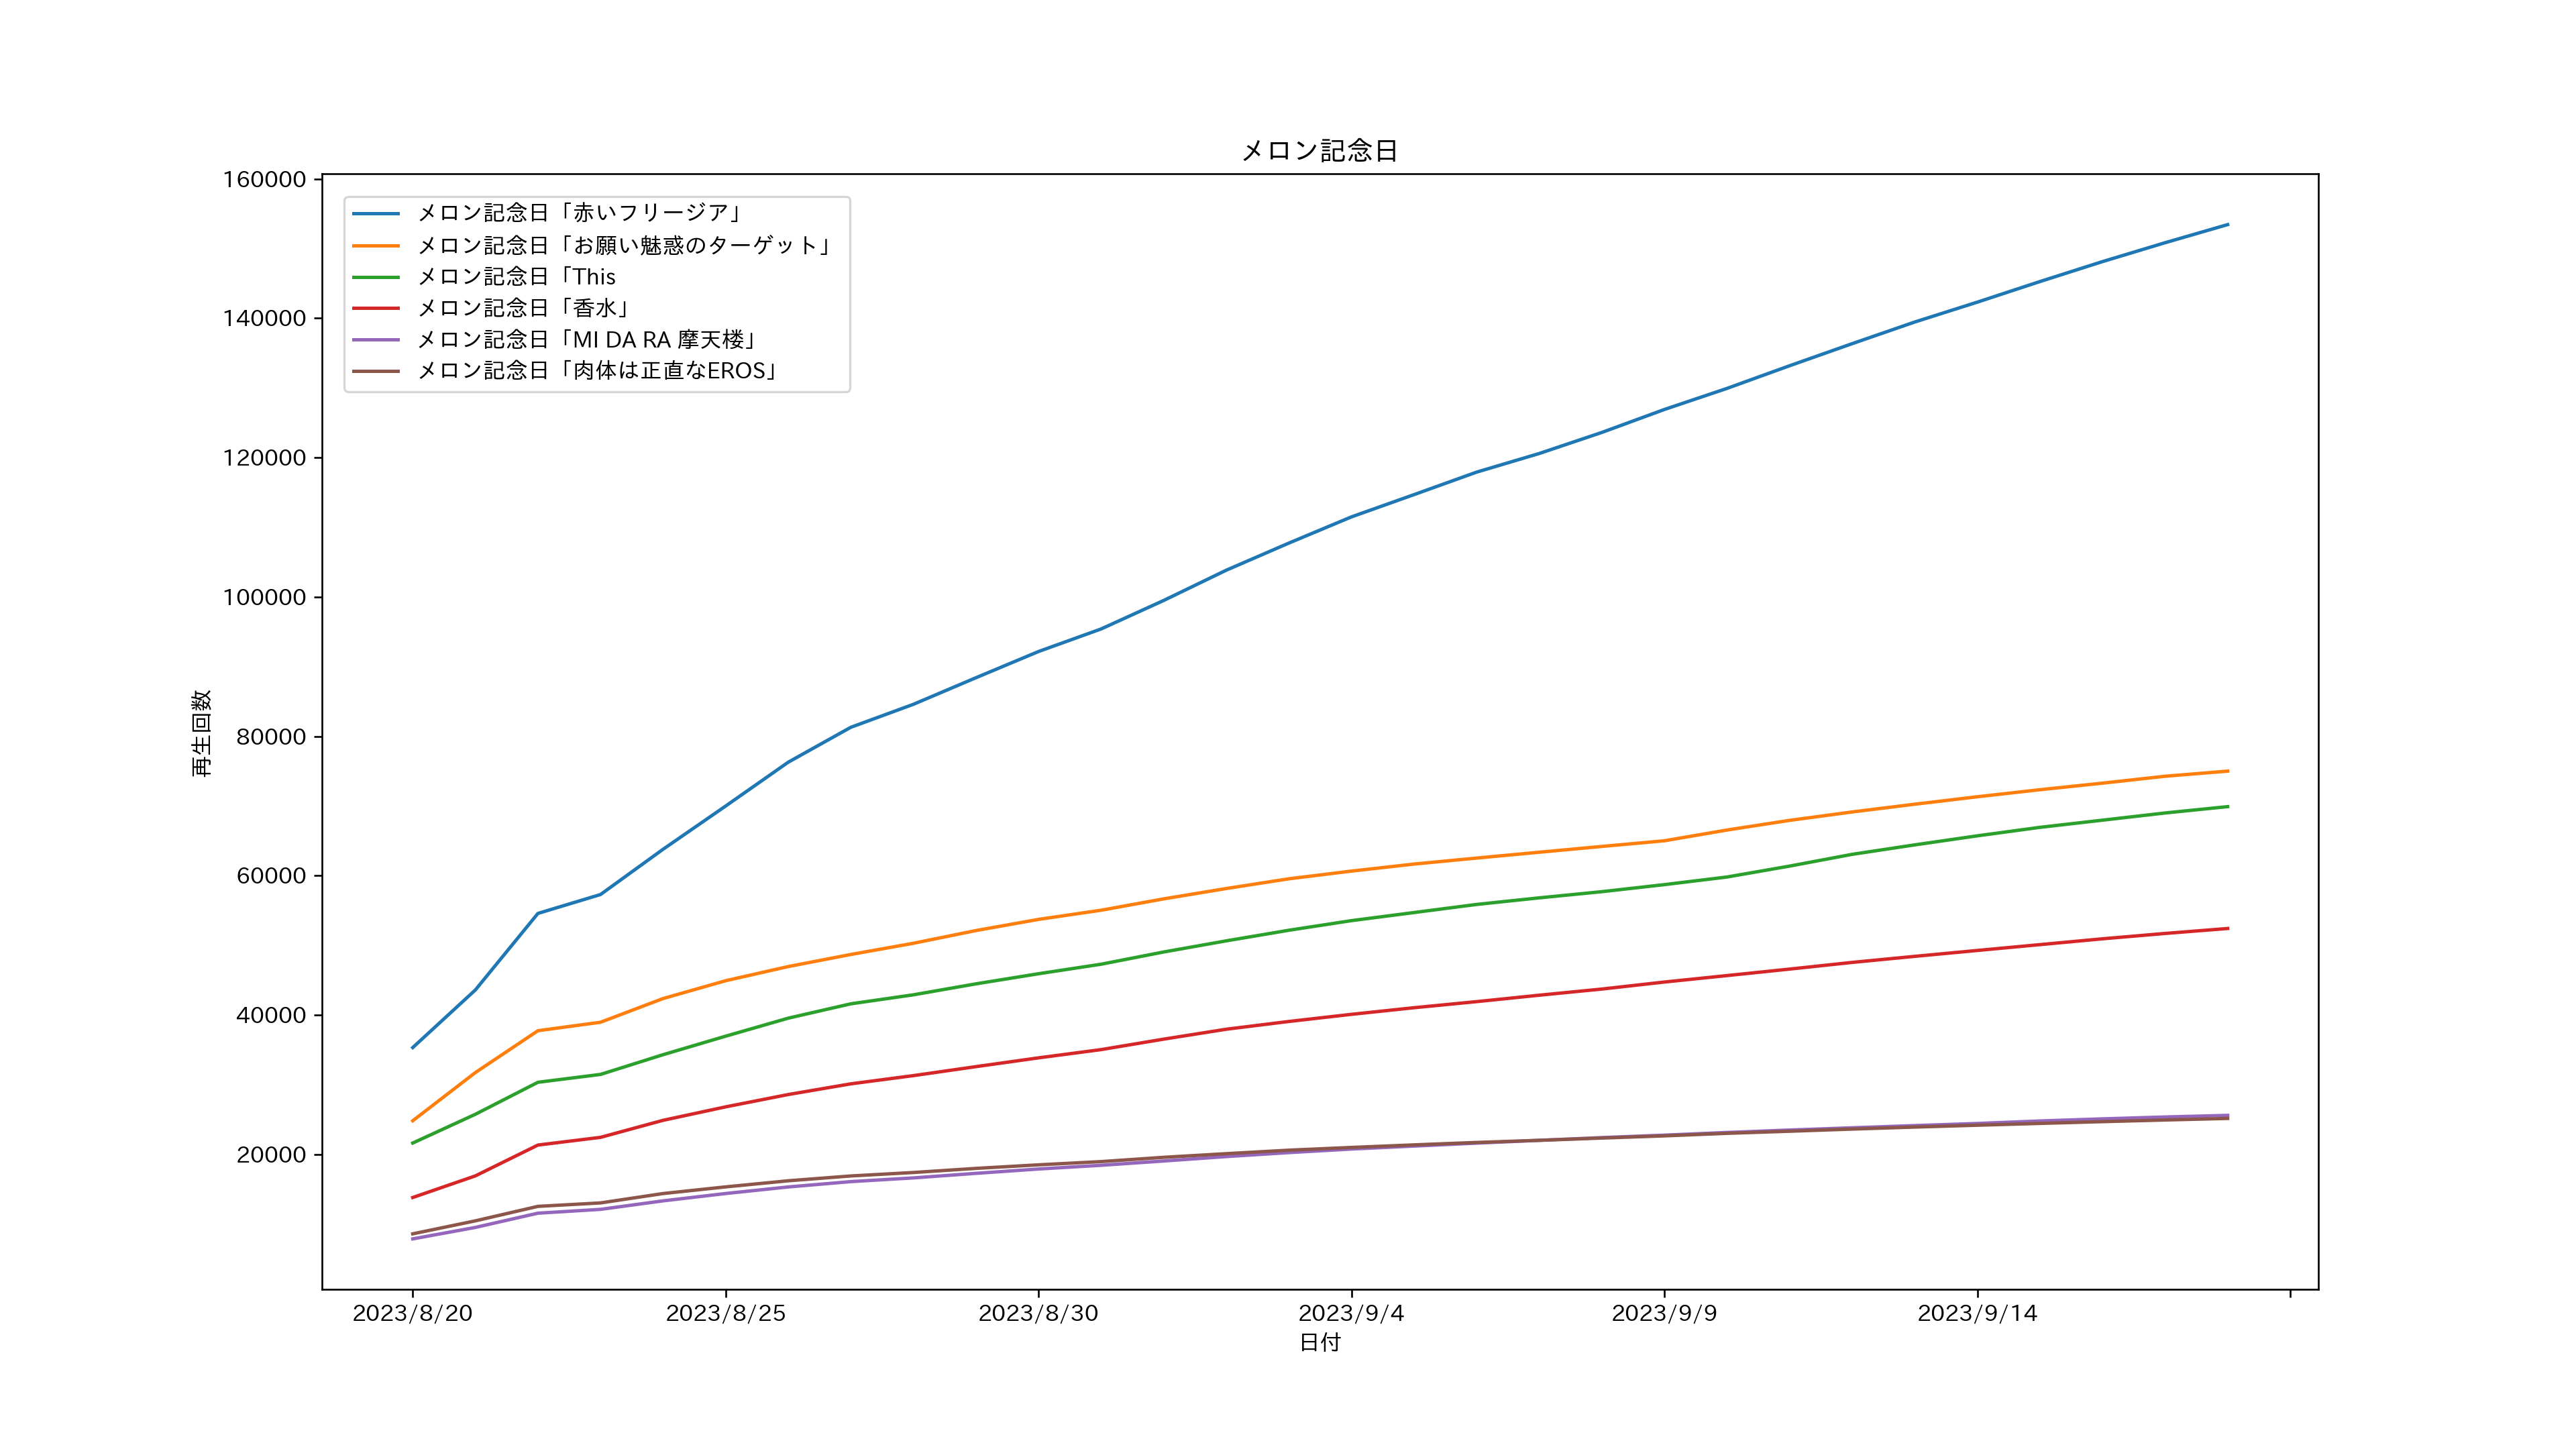 メロン記念日
160000
140000
120000
100000
80000
60000
40000
20000
再生回数
メロン記念日「赤いフリージア」
メロン記念日「お願い魅惑のターゲット」
メロン記念日「This
メロン記念日「香水」
メロン記念日「MI DA RA 摩天楼」
メロン記念日「肉体は正直なEROS」
2023/8/20 2023/8/25 2023/8/30 2023/9/4 2023/9/9 2023/9/14
日付